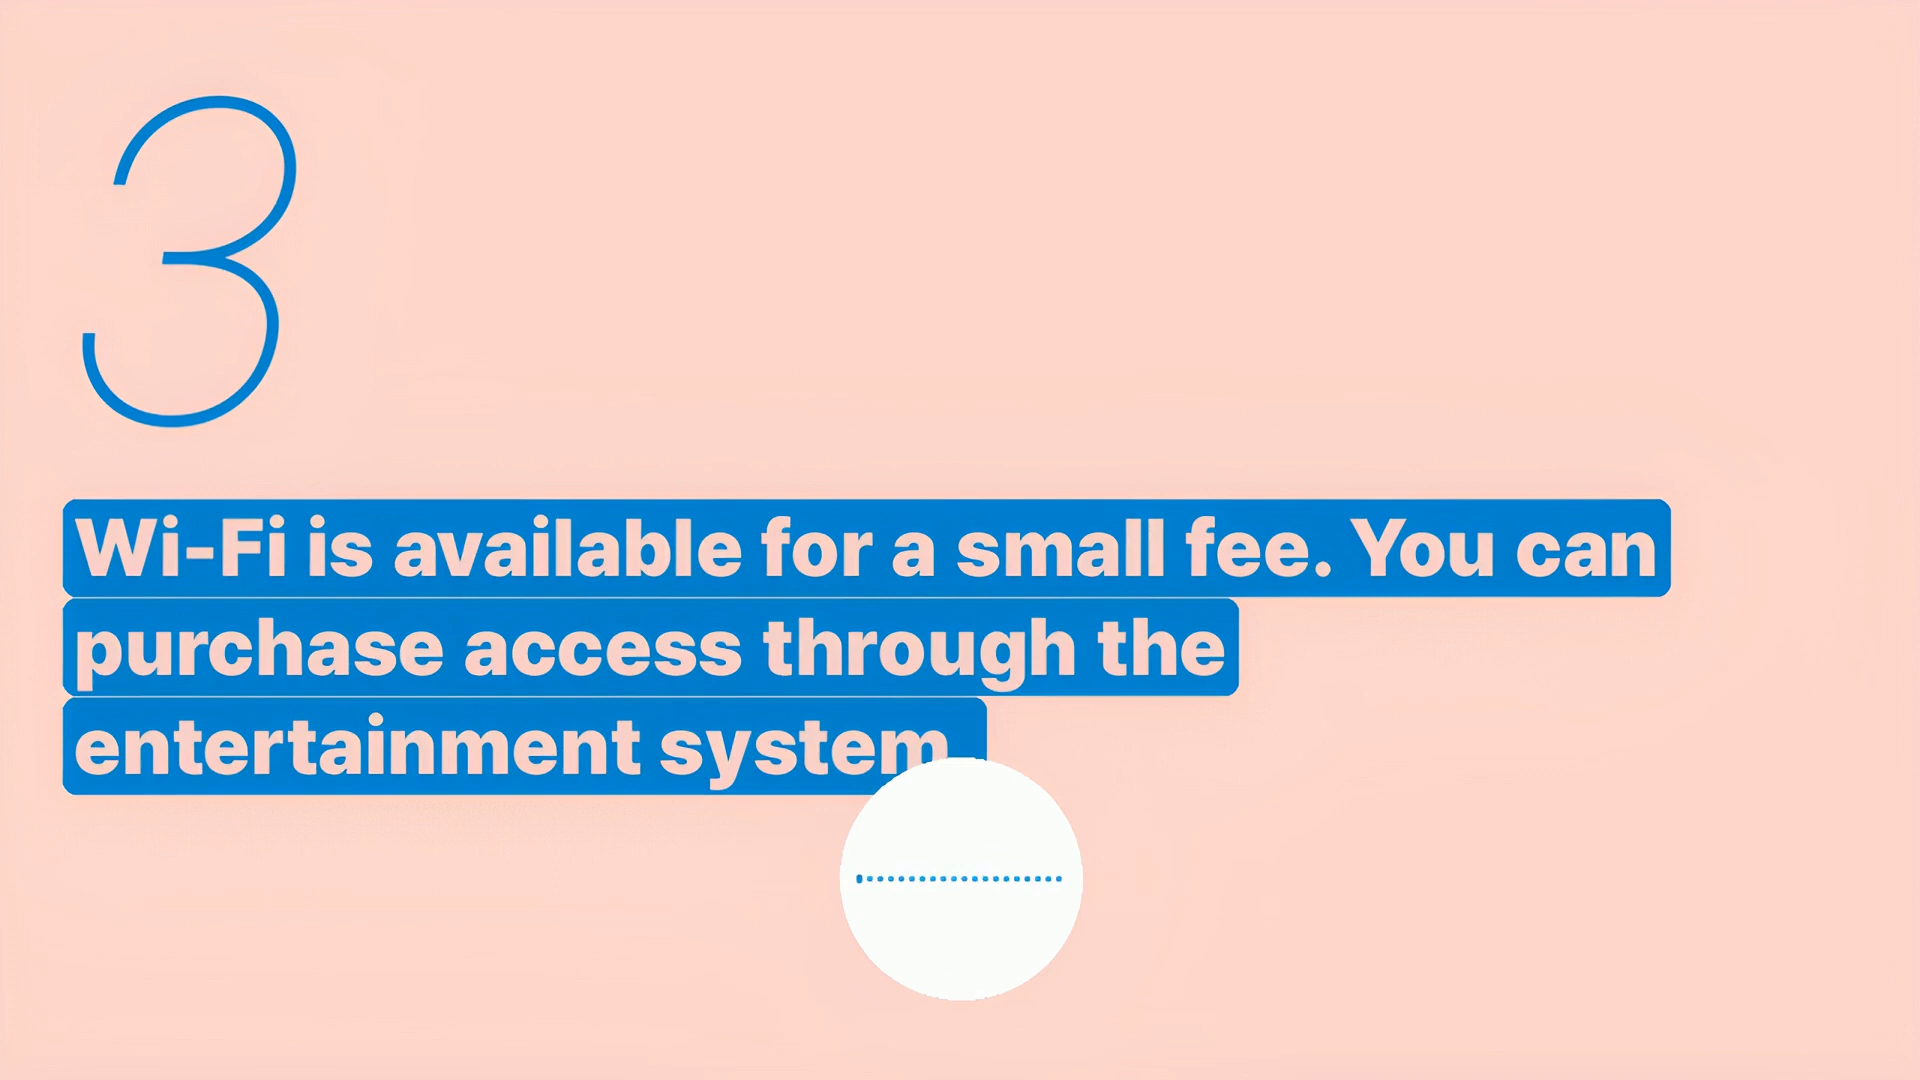 3
Wi-Fi is available for a small fee. You can
purchase access through the
entertainment system